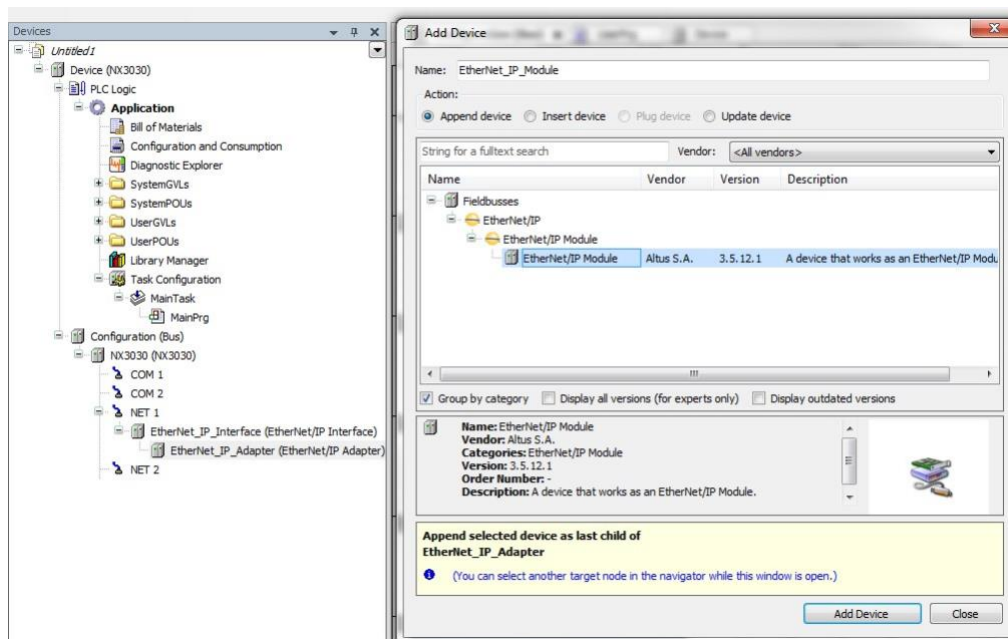 Devices
Untitled1
Device (NX3030)
PLC Logic
Application
Bill of Materials
Configuration and Consumption
Diagnostic Explorer
SystemGVLs
SystemPOUs
UserGVLs
UserPOUs
Library Manager
Task Configuration
MainTask
MainPrg
Configuration (Bus)
NX3030 (NX3030)
COM 1
COM 2
NET 1
EtherNet_IP_Interface (EtherNet/IP Interface)
EtherNet_IP_Adapter (EtherNet/IP Adapter)
NET 2
Add Device
Name: EtherNet_IP_Module
Action:
Append device Insert device Plug device Update device
String for a fulltext search Vendor: <All vendors>
Name Vendor Version Description
Fieldbusses
EtherNet/IP
EtherNet/IP Module
EtherNet/IP Module Altus S.A. 3.5.12.1 A device that works as an EtherNet/IP Modu
Group by category Display all versions (for experts only) Display outdated versions
Name: EtherNet/IP Module
Vendor: Altus S.A.
Categories: EtherNet/IP Module
Version: 3.5.12.1
Order Number: -
Description: A device that works as an EtherNet/IP Module.
Append selected device as last child of
EtherNet_IP_Adapter
(You can select another target node in the navigator while this window is open.)
Add Device Close